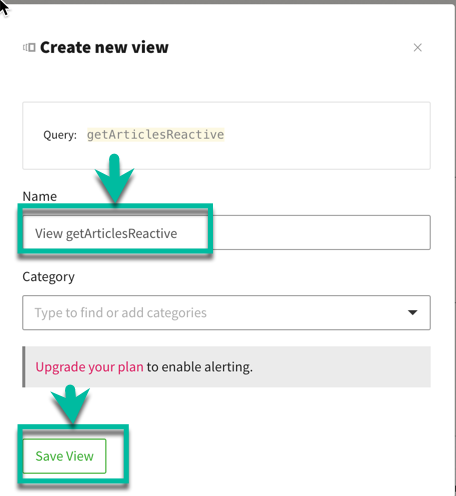 Create new view
Query: getArticlesReactive
Name
View getArticlesReactive
Category
Type to find or add categories
Upgrade your plan to enable alerting.
Save View